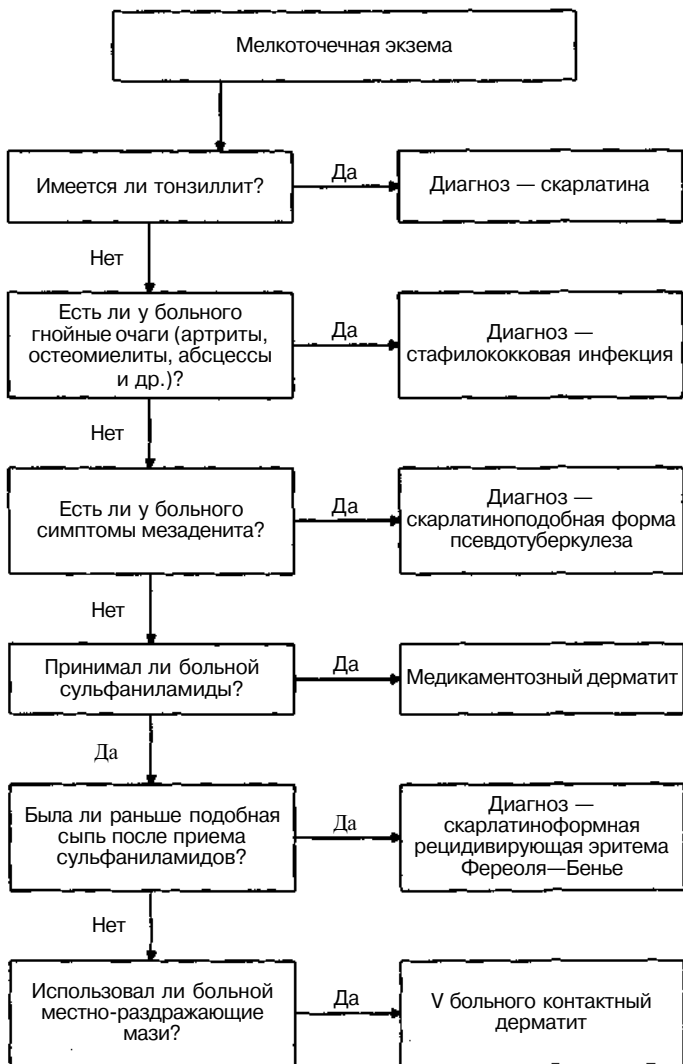 Мелкоточечная экзема
Имеется ли тонзиллит?
Да
Диагноз — скарлатина
Нет
Есть ли у больного
гнойные очаги (артриты,
остеомиелиты, абсцессы
и др.)?
Да
Диагноз —
стафилококковая инфекция
Нет
Есть ли у больного
симптомы мезаденита?
Да
Диагноз —
скарлатиноподобная форма
псевдотуберкулеза
Нет
Принимал ли больной
сульфаниламиды?
Да
Медикаментозный дерматит
Да
Была ли раньше подобная
сыпь после приема
сульфаниламидов?
Да
Диагноз —
скарлатиноформная
рецидивирующая эритема
Фереоля—Бенье
Нет
Использовал ли больной
местно-раздражающие
мази?
Да
V больного контактный
дерматит